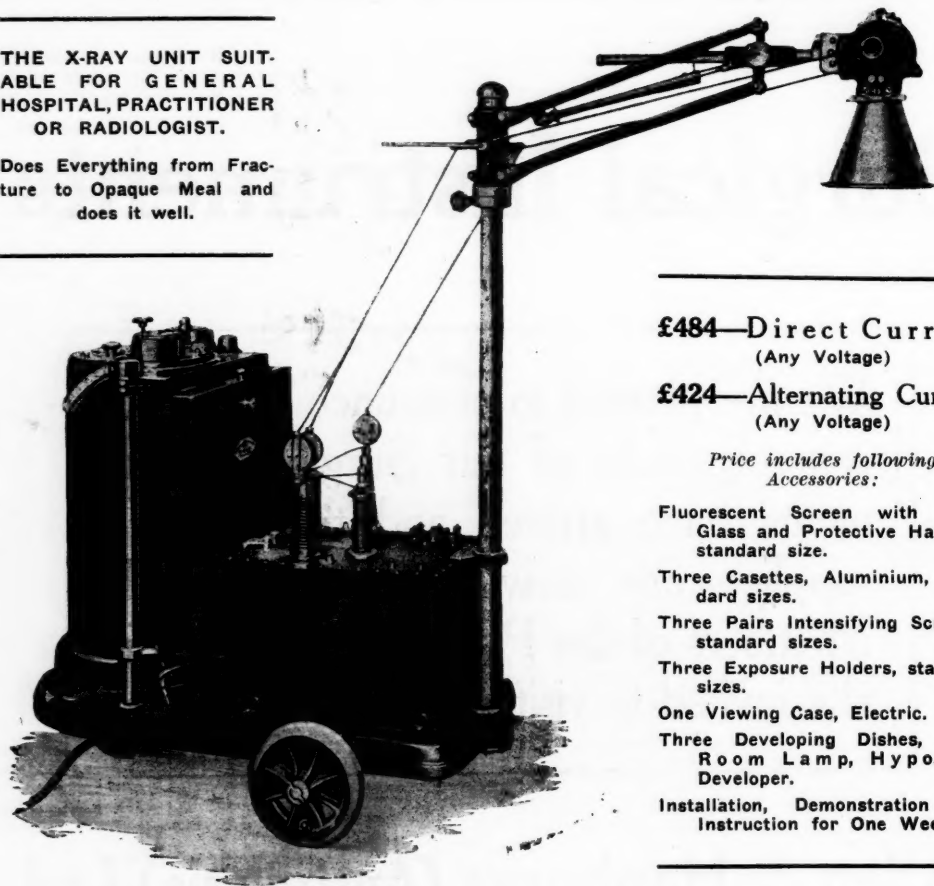 THE X-RAY UNIT SUIT-
ABLE FOR GENERAL
HOSPITAL, PRACTITIONER
OR RADIOLOGIST.
Does Everything from Frac-
ture to Opaque Meal and
does it well.
£484—Direct Curr
(Any Voltage)
£424—Alternating Cur
(Any Voltage)
Price includes following
Accessories:
Fluorescent Screen with
Glass and Protective Ha
standard size.
Three Casettes, Aluminium,
dard sizes.
Three Pairs Intensifying Sc
standard sizes.
Three Exposure Holders, sta
sizes.
One Viewing Case, Electric.
Three Developing Dishes,
Room Lamp, Hypo
Developer.
Installation, Demonstration
Instruction for One Wee